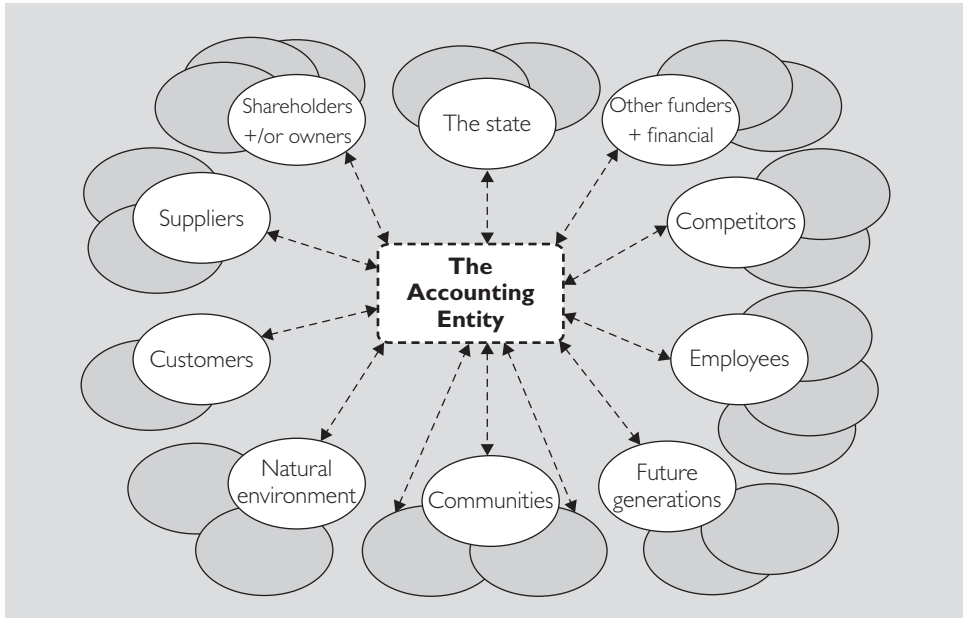 Shareholders
+/or owners
The state
Other funders
+ financial
Suppliers
Competitors
The
Accounting
Entity
Customers
Employees
Natural
environment
Communities
Future
generations